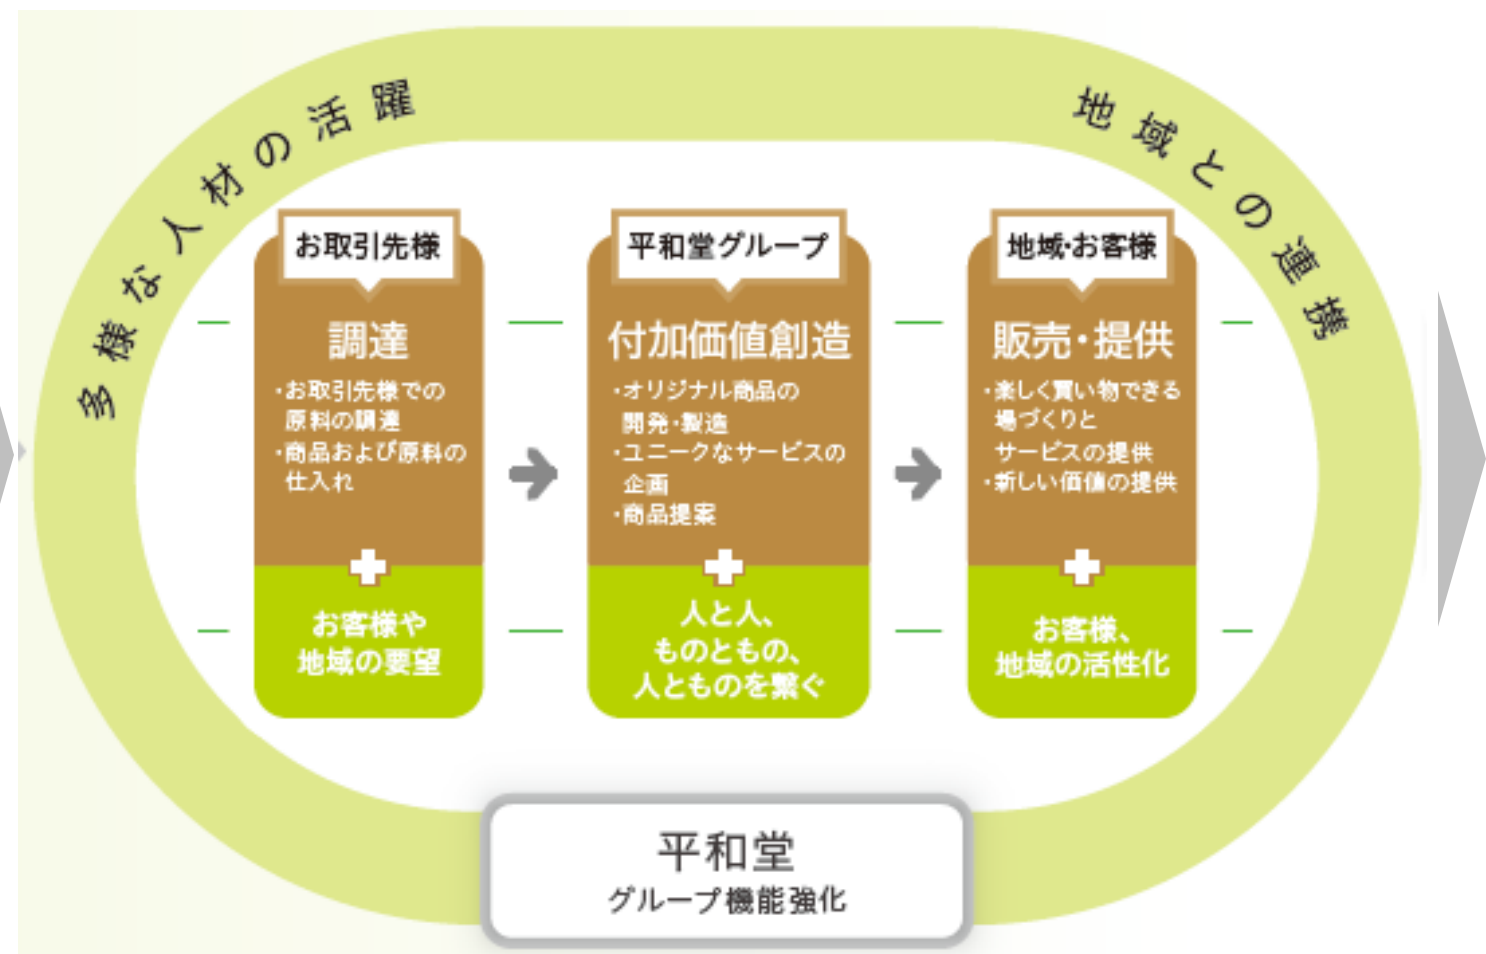 多様な人材の活躍
地域との連携
お取引先様
調達
・お取引先様での
原料の調達
・商品および原料の
仕入れ
お客様や
地域の要望
平和堂グループ
付加価値創造
・オリジナル商品の
開発・製造
・ユニークなサービスの
企画
・商品提案
人と人、
ものともの、
人とものを繋ぐ
地域・お客様
販売・提供
・楽しく買い物できる
場づくりと
サービスの提供
・新しい価値の提供
お客様、
地域の活性化
平和堂
グループ機能強化